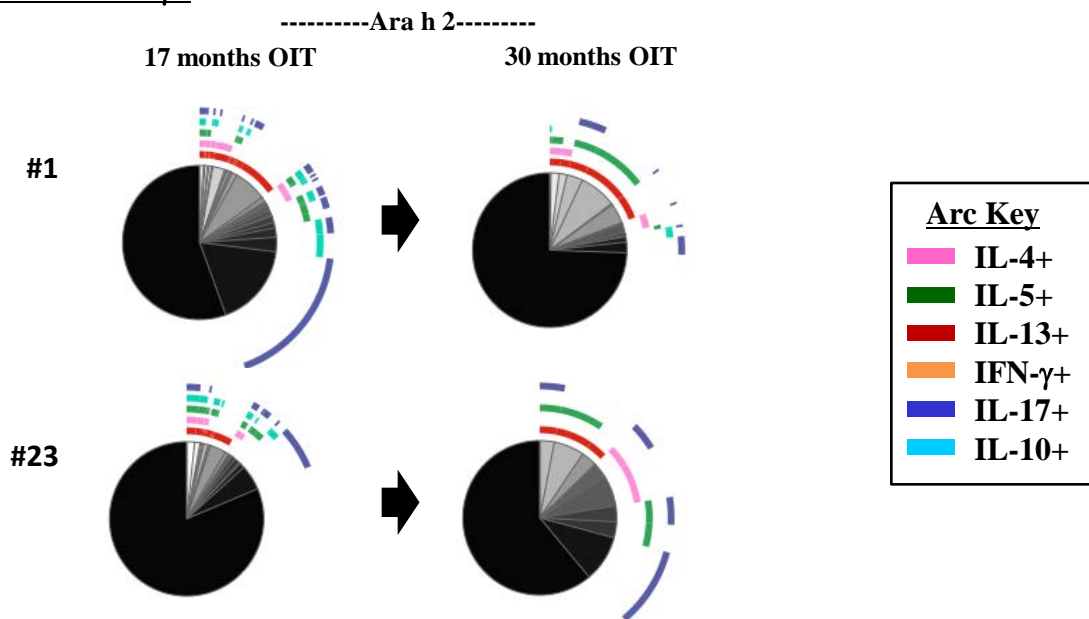 ----------Ara h 2---------
17 months OIT
30 months OIT
#1
#23
Arc Key
IL-4+
IL-5+
IL-13+
IFN-γ+
IL-17+
IL-10+